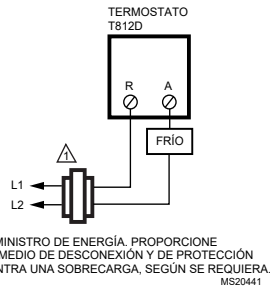 TERMOSTATO
T812D
R A
FRÍO
1
L1
L2
MINISTRO DE ENERGÍA. PROPORCIONE
MEDIO DE DESCONEXIÓN Y DE PROTECCIÓN
NTRA UNA SOBRECARGA, SEGÚN SE REQUIERA.
MS20441